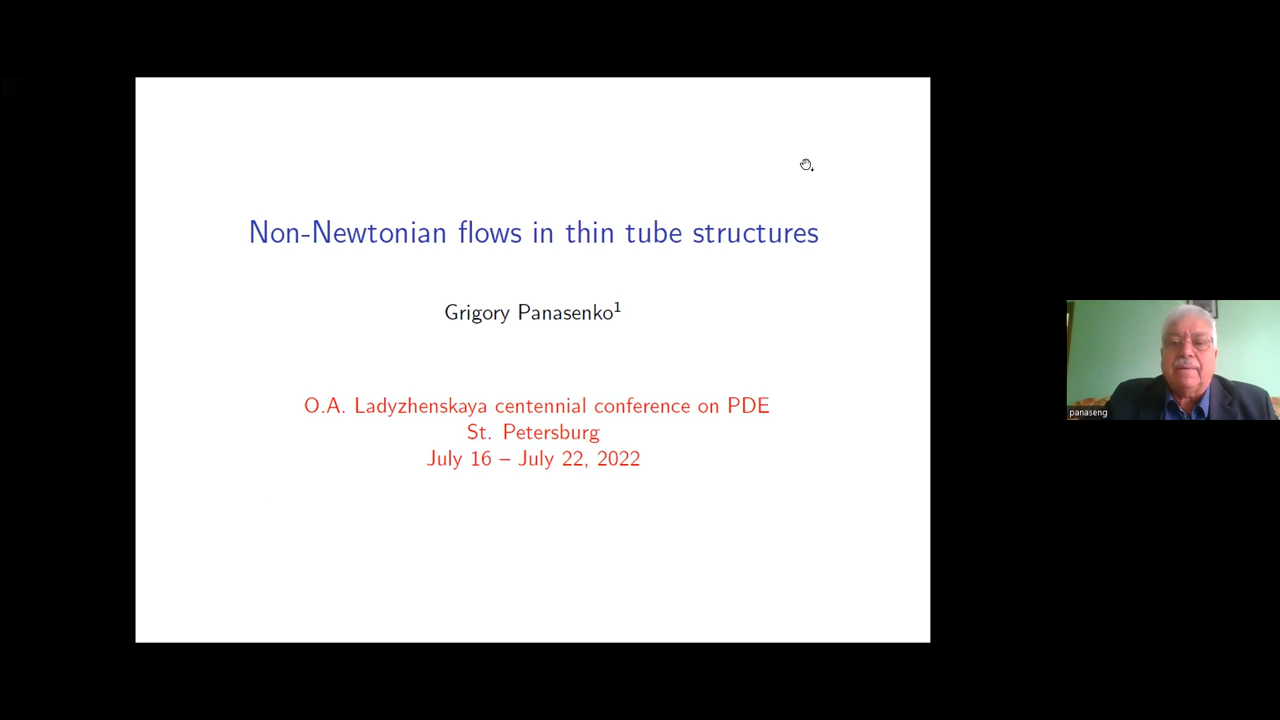 Non-Newtonian flows in thin tube structures
Grigory Panasenko¹
O.A. Ladyzhenskaya centennial conference on PDE
St. Petersburg
July 16 – July 22, 2022
panaseng